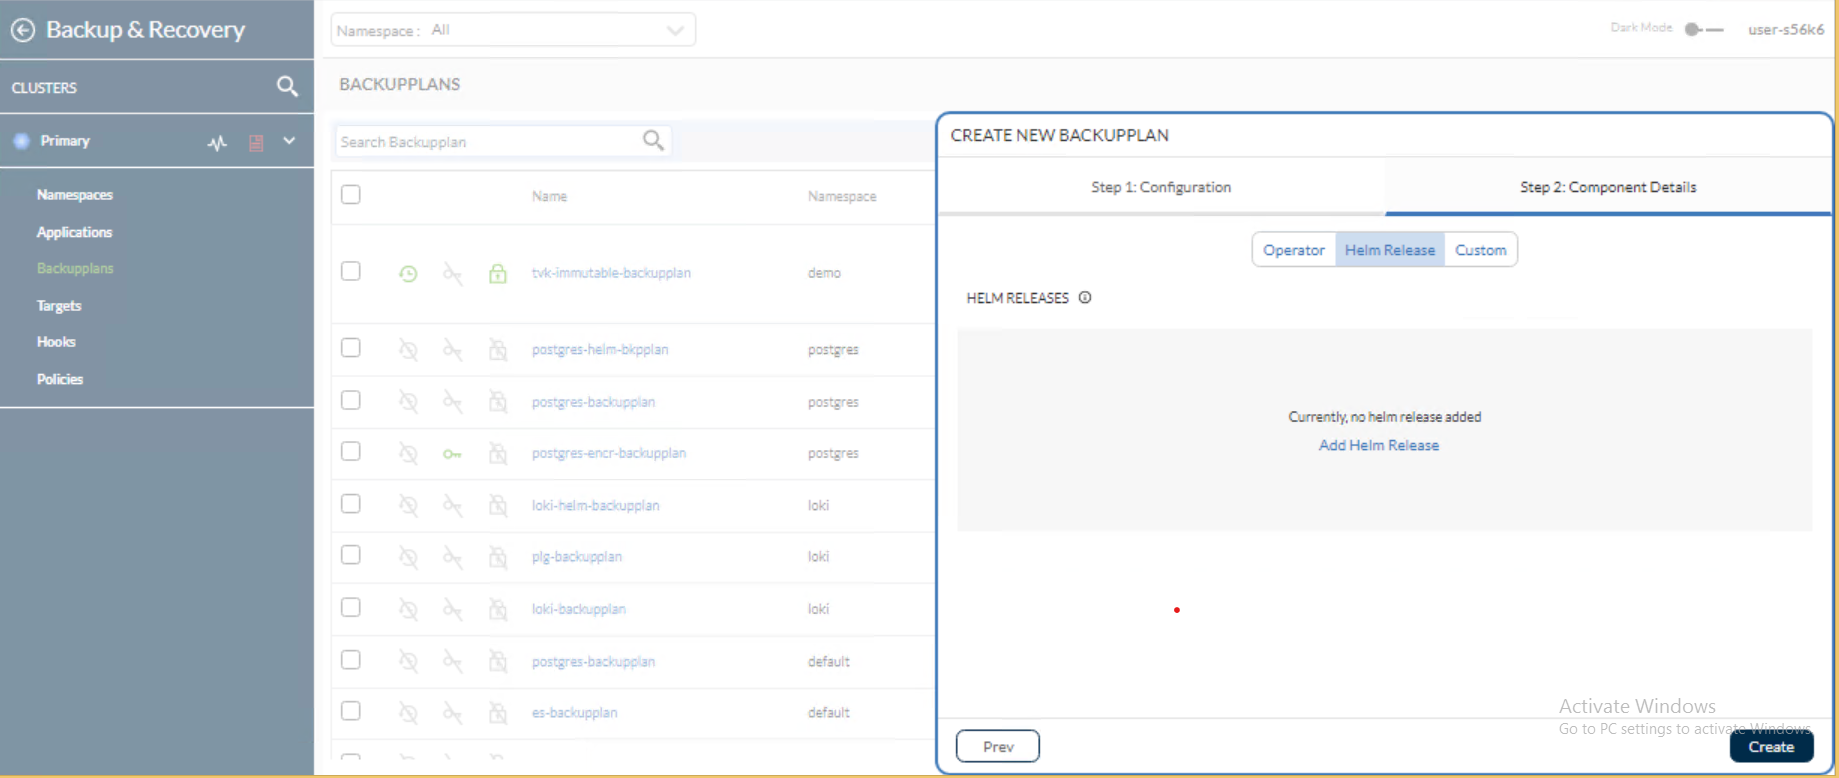 Backup & Recovery
Namespace : All
Dark Mode
user-s56k6
CLUSTERS
BACKUPPLANS
Primary
Search Backupplan
Namespaces
Applications
Backupplans
Targets
Hooks
Policies
Name Namespace
tvk-immutable-backupplan demo
postgres-helm-bkpplan postgres
postgres-backupplan postgres
postgres-encr-backupplan postgres
loki-helm-backupplan loki
plg-backupplan loki
loki-backupplan loki
postgres-backupplan default
es-backupplan default
CREATE NEW BACKUPPLAN
Step 1: Configuration
Step 2: Component Details
Operator Helm Release Custom
HELM RELEASES
Currently, no helm release added
Add Helm Release
Activate Windows
Go to PC settings to activate Windows.
Prev
Create